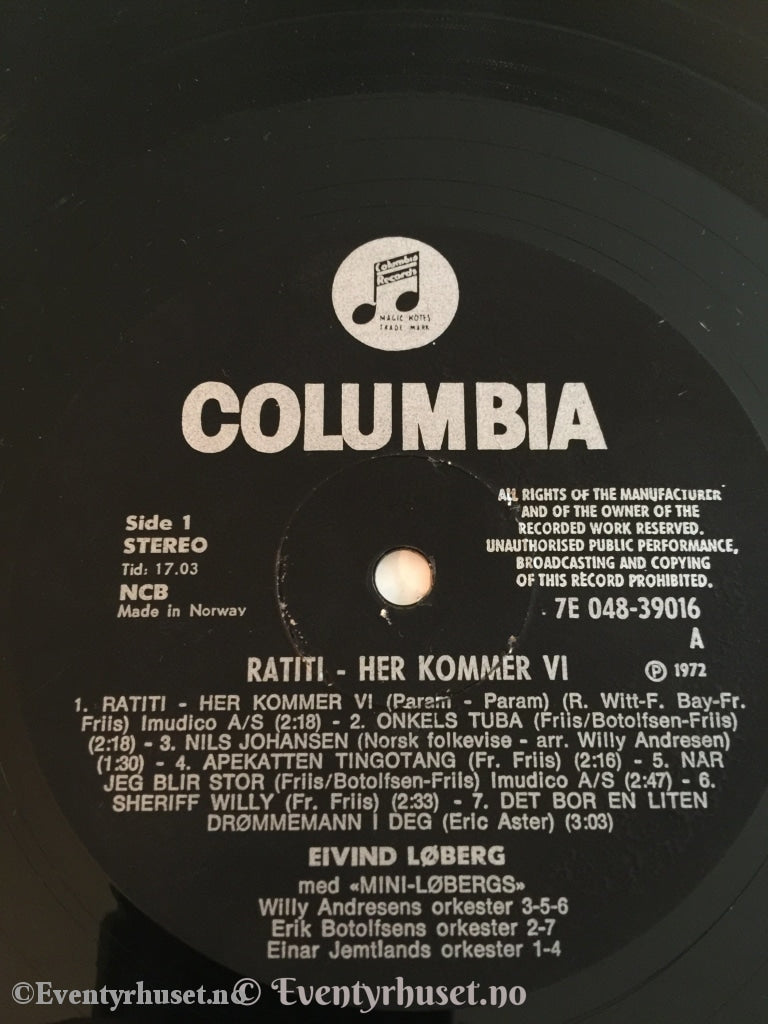 Columbia
Records
MAGIC NOTES
TRADE MARK
COLUMBIA
Side 1
STEREO
Tid: 17.03
NCB
Made in Norway
ALL RIGHTS OF THE MANUFACTURER
AND OF THE OWNER OF THE
RECORDED WORK RESERVED.
UNAUTHORISED PUBLIC PERFORMANCE,
BROADCASTING AND COPYING
OF THIS RECORD PROHIBITED.
7E 048-39016
A
RATITI - HER KOMMER VI
Ⓟ 1972
1. RATITI - HER KOMMER VI (Param - Param) (R. Witt-F. Bay-Fr.
Friis) Imudico A/S (2:18) - 2. ONKELS TUBA (Friis/Botolfsen-Friis)
(2:18) - 3. NILS JOHANSEN (Norsk folkevise - arr. Willy Andresen)
(1:30) - 4. APEKATTEN TINGOTANG (Fr. Friis) (2:16) - 5. NAR
JEG BLIR STOR (Friis/Botolfsen-Friis) Imudico A/S (2:47) - 6.
SHERIFF WILLY (Fr. Friis) (2:33) - 7. DET BOR EN LITEN
DRØMMEMANN I DEG (Eric Aster) (3:03)
EIVIND LØBERG
med «MINI-LØBERGS»
Willy Andresens orkester 3-5-6
Erik Botolfsens orkester 2-7
Einar Jemtlands orkester 1-4
©Eventyrhuset.no © Eventyrhuset.no